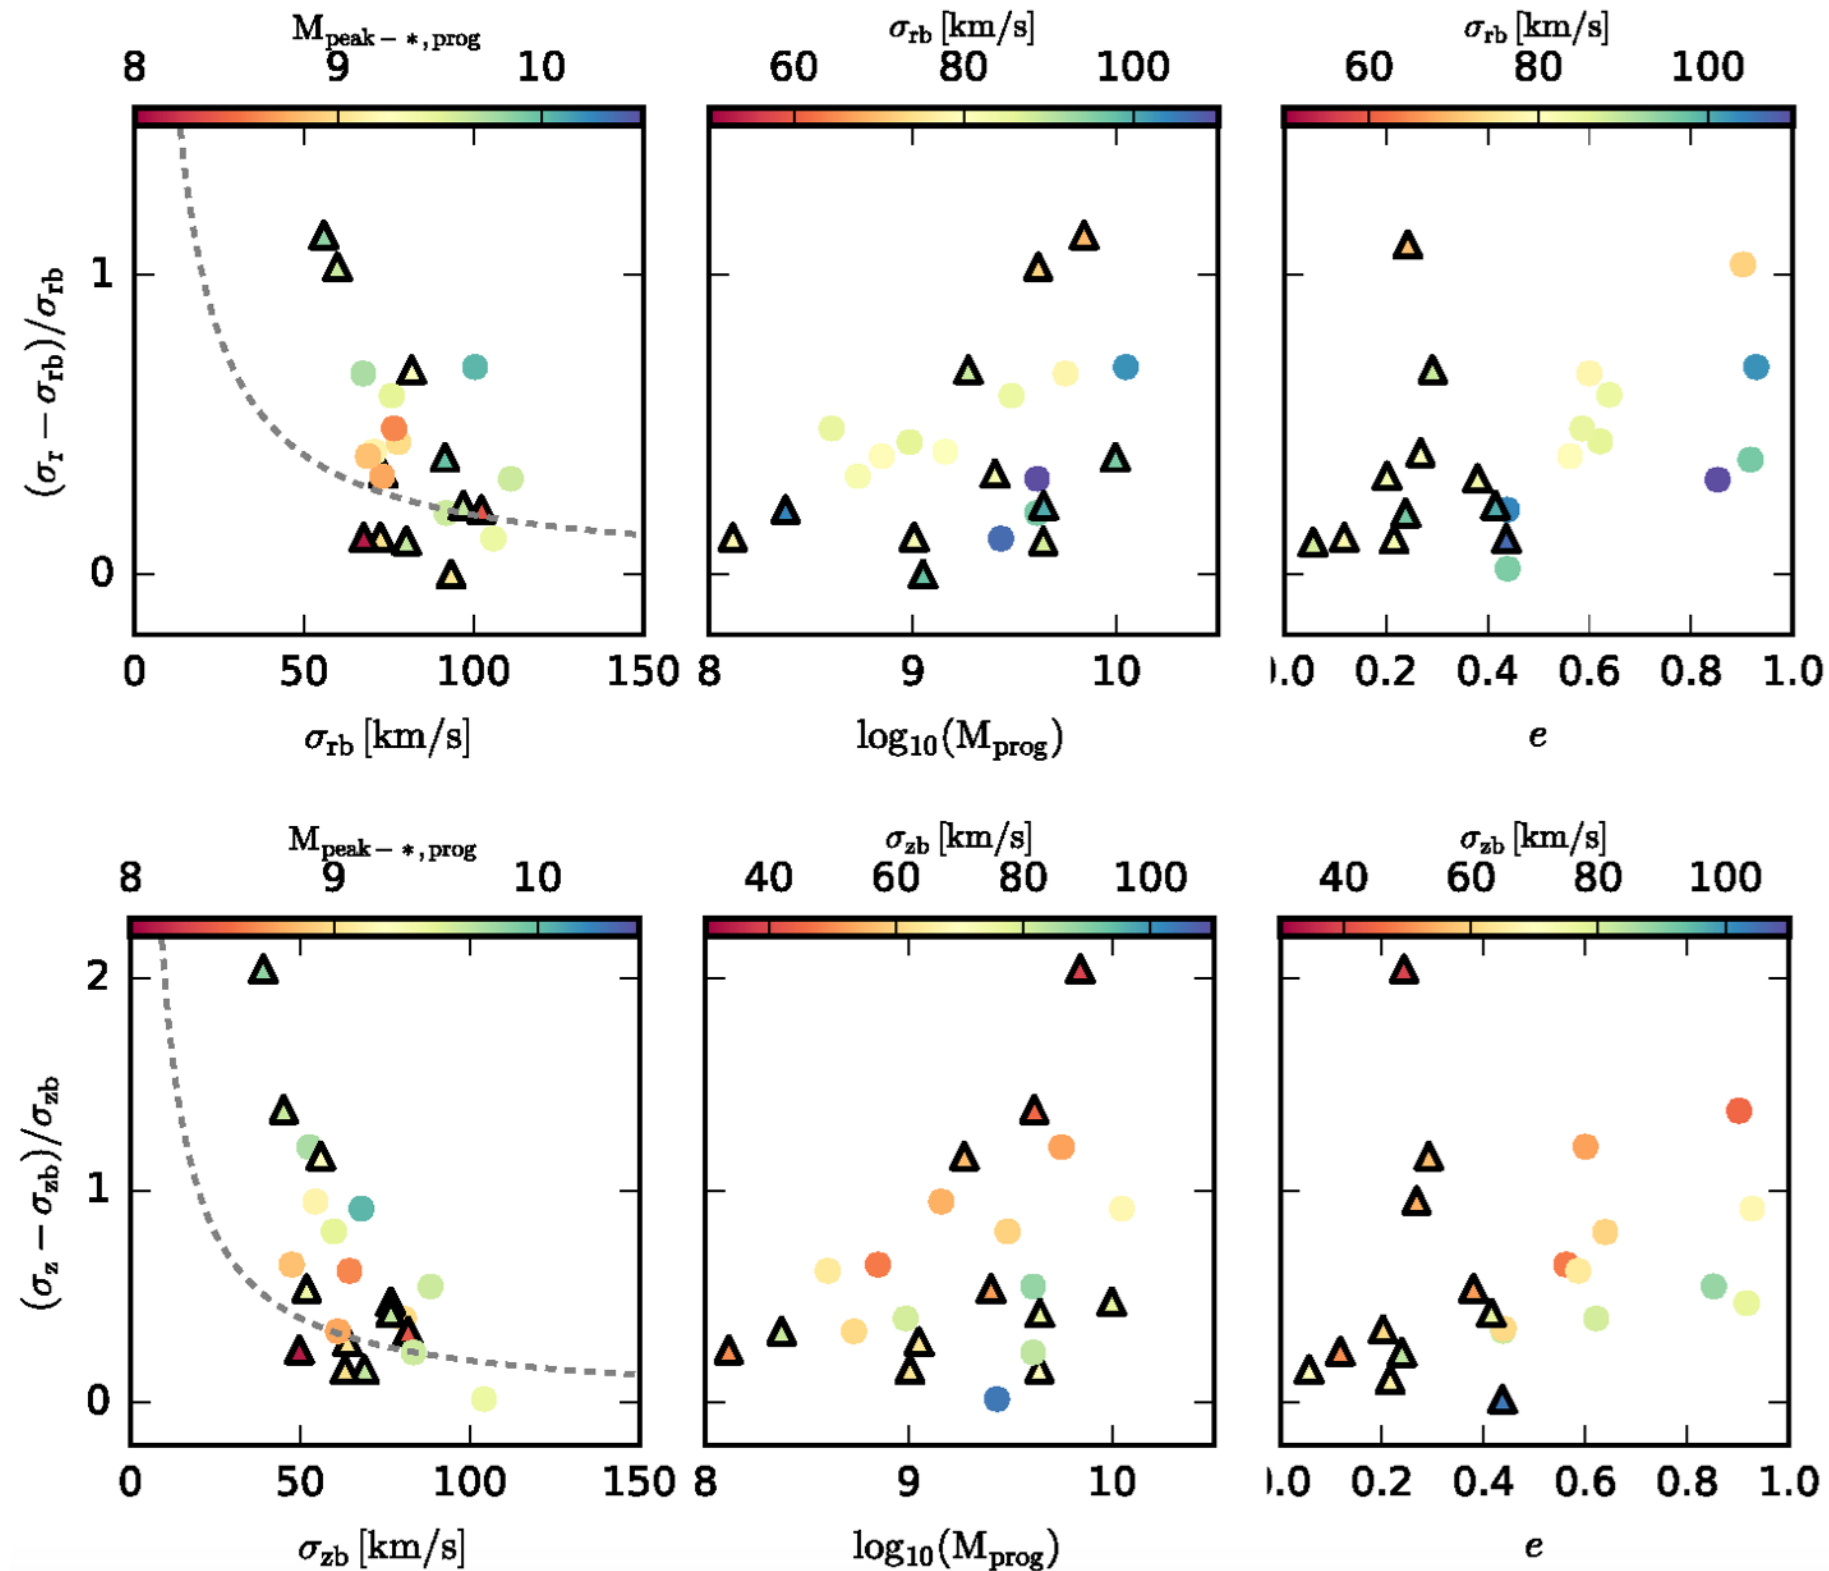 M_peak−∗,prog σ_rb [km/s] σ_rb [km/s]
8 9 10 60 80 100 60 80 100
(σ_r − σ_rb)/σ_rb
1
0
0 50 100 150 8 9 10 ).0 0.2 0.4 0.6 0.8 1.0
σ_rb [km/s] log₁₀(M_prog) e
M_peak−∗,prog σ_zb [km/s] σ_zb [km/s]
8 9 10 40 60 80 100 40 60 80 100
(σ_z − σ_zb)/σ_zb
2
1
0
0 50 100 150 8 9 10 ).0 0.2 0.4 0.6 0.8 1.0
σ_zb [km/s] log₁₀(M_prog) e